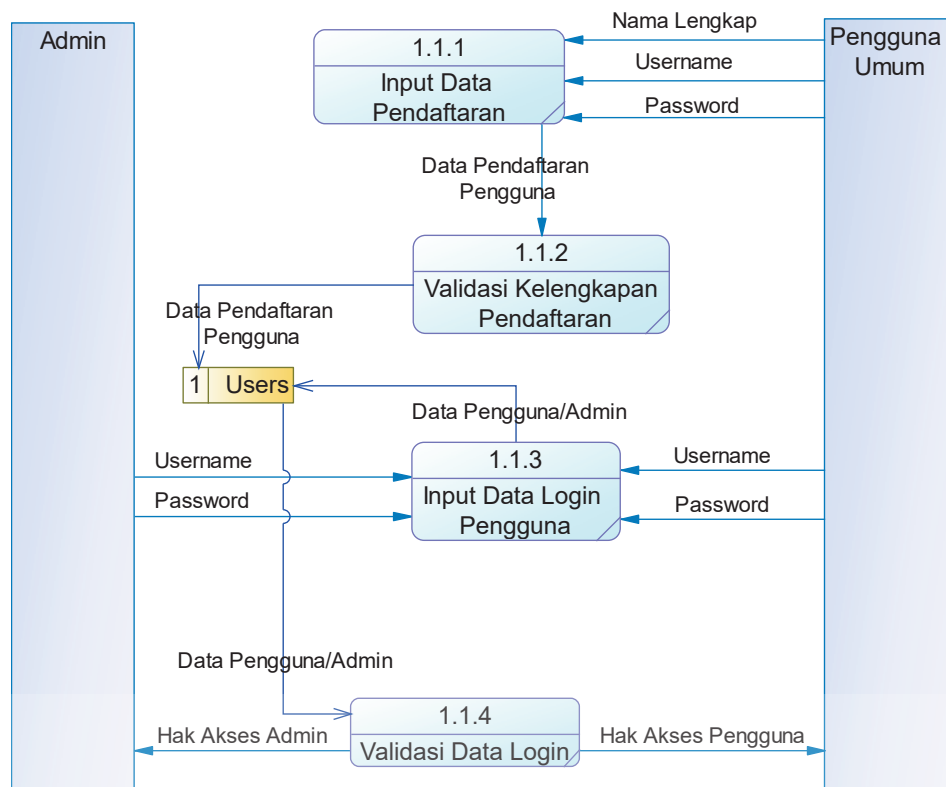 Admin
Pengguna
Umum
Nama Lengkap
Username
Password
1.1.1
Input Data
Pendaftaran
Data Pendaftaran
Pengguna
1.1.2
Validasi Kelengkapan
Pendaftaran
Data Pendaftaran
Pengguna
1 Users
Data Pengguna/Admin
Username
Password
1.1.3
Input Data Login
Pengguna
Username
Password
Data Pengguna/Admin
1.1.4
Validasi Data Login
Hak Akses Admin
Hak Akses Pengguna